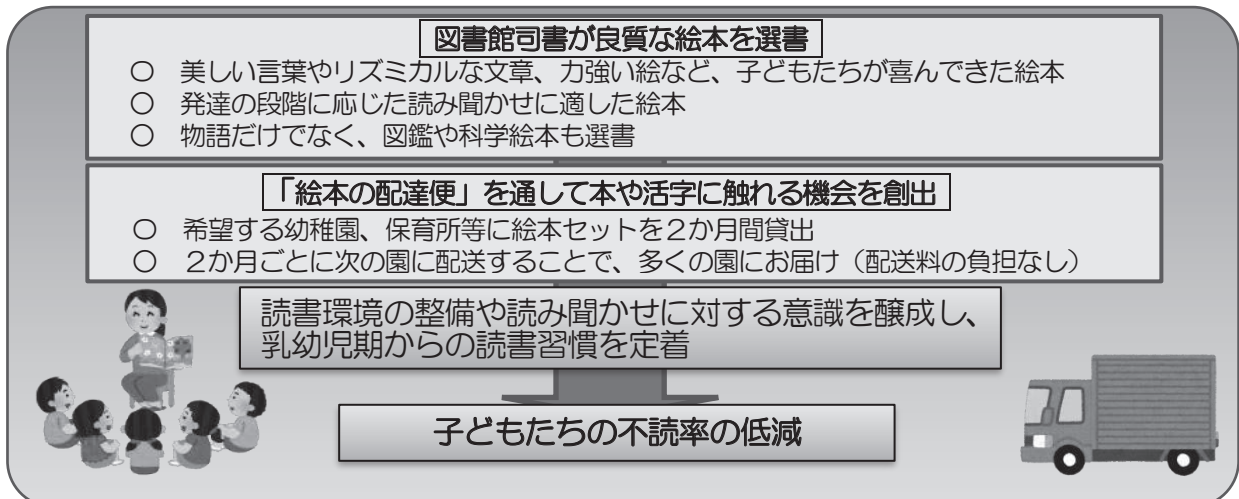 図書館司書が良質な絵本を選書
○　美しい言葉やリズミカルな文章、力強い絵など、子どもたちが喜んできた絵本
○　発達の段階に応じた読み聞かせに適した絵本
○　物語だけでなく、図鑑や科学絵本も選書
「絵本の配達便」を通して本や活字に触れる機会を創出
○　希望する幼稚園、保育所等に絵本セットを２か月間貸出
○　２か月ごとに次の園に配送することで、多くの園にお届け（配送料の負担なし）
読書環境の整備や読み聞かせに対する意識を醸成し、
乳幼児期からの読書習慣を定着
子どもたちの不読率の低減